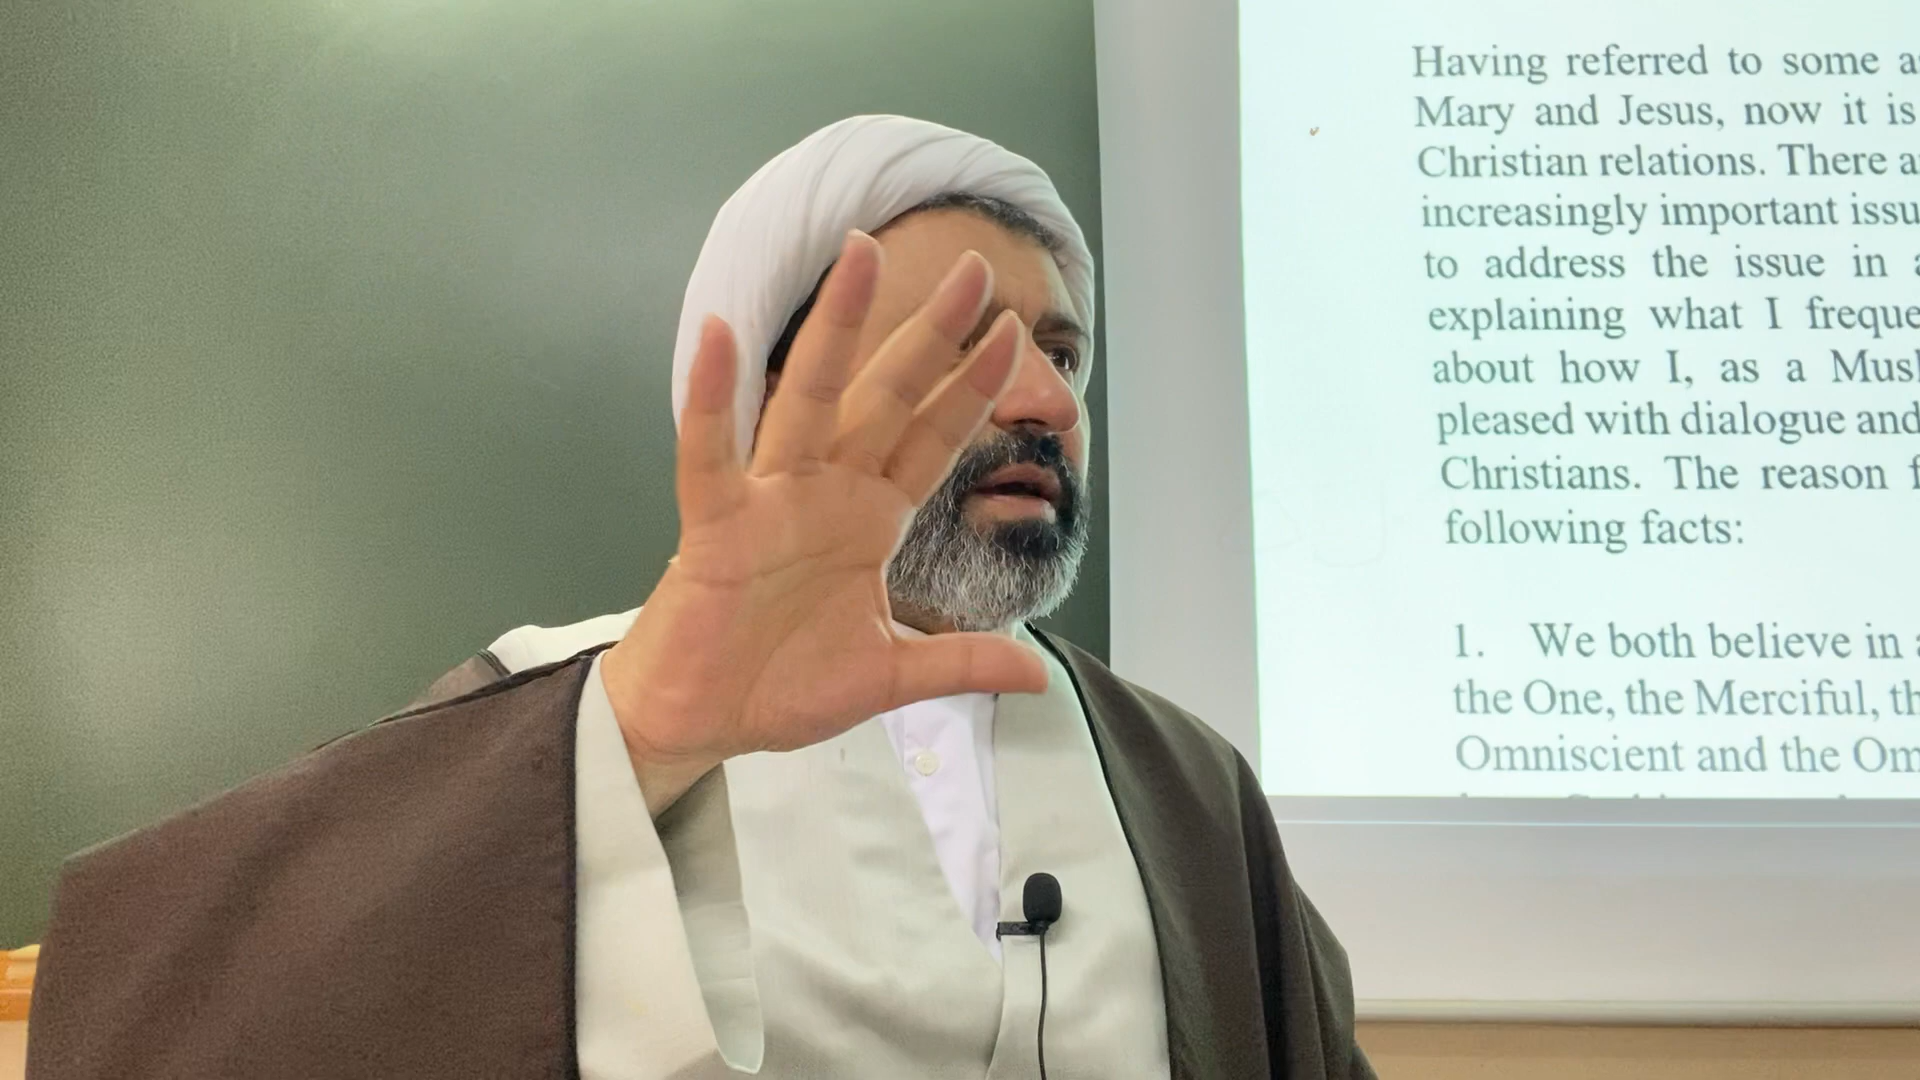 Having referred to some
Mary and Jesus, now it is
Christian relations. There
increasingly important
to address the issue in
explaining what I
about how I, as a
pleased with dialogue and
Christians. The reason
following facts:
1. We both believe in
the One, the Merciful,
Omniscient and the